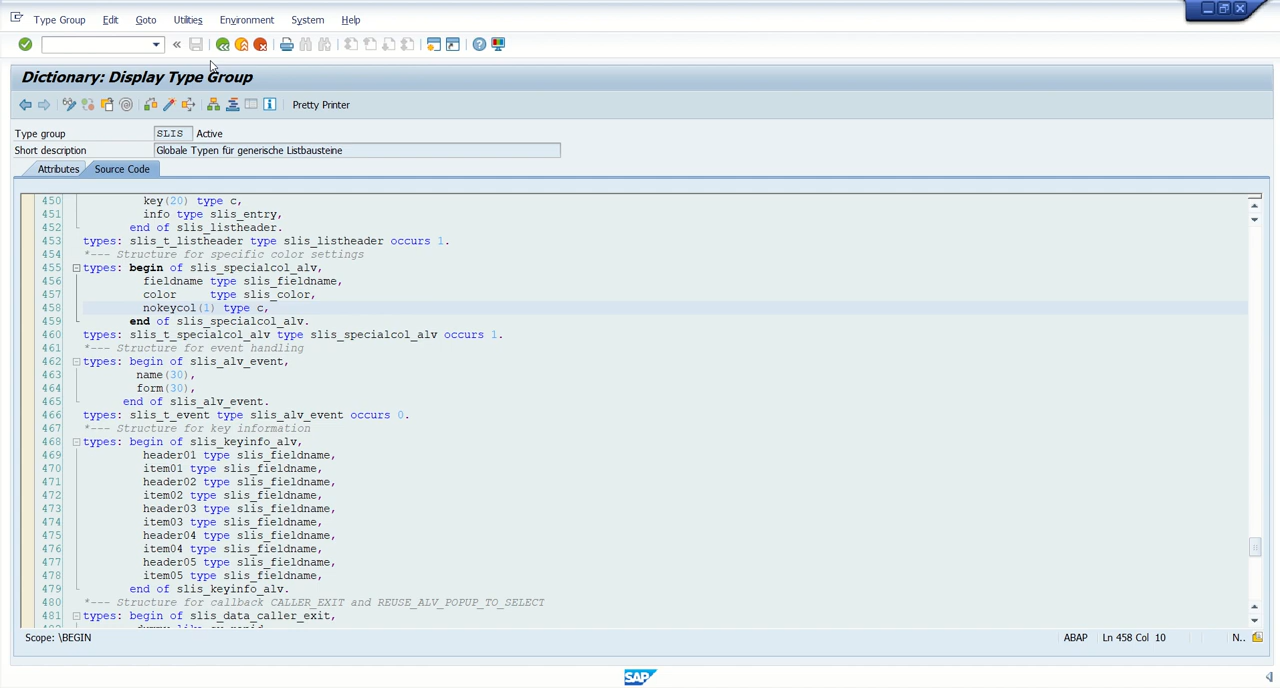 Type Group Edit Goto Utilities Environment System Help
«
Dictionary: Display Type Group
Pretty Printer
Type group SLIS Active
Short description Globale Typen für generische Listbausteine
Attributes Source Code
450 key(20) type c,
451 info type slis_entry,
452 end of slis_listheader.
453 types: slis_t_listheader type slis_listheader occurs 1.
454 *--- Structure for specific color settings
455 types: begin of slis_specialcol_alv,
456 fieldname type slis_fieldname,
457 color type slis_color,
458 nokeycol(1) type c,
459 end of slis_specialcol_alv.
460 types: slis_t_specialcol_alv type slis_specialcol_alv occurs 1.
461 *--- Structure for event handling
462 types: begin of slis_alv_event,
463 name(30),
464 form(30),
465 end of slis_alv_event.
466 types: slis_t_event type slis_alv_event occurs 0.
467 *--- Structure for key information
468 types: begin of slis_keyinfo_alv,
469 header01 type slis_fieldname,
470 item01 type slis_fieldname,
471 header02 type slis_fieldname,
472 item02 type slis_fieldname,
473 header03 type slis_fieldname,
474 item03 type slis_fieldname,
475 header04 type slis_fieldname,
476 item04 type slis_fieldname,
477 header05 type slis_fieldname,
478 item05 type slis_fieldname,
479 end of slis_keyinfo_alv.
480 *--- Structure for callback CALLER_EXIT and REUSE_ALV_POPUP_TO_SELECT
481 types: begin of slis_data_caller_exit,
Scope: \BEGIN ABAP Ln 458 Col 10 N..
SAP